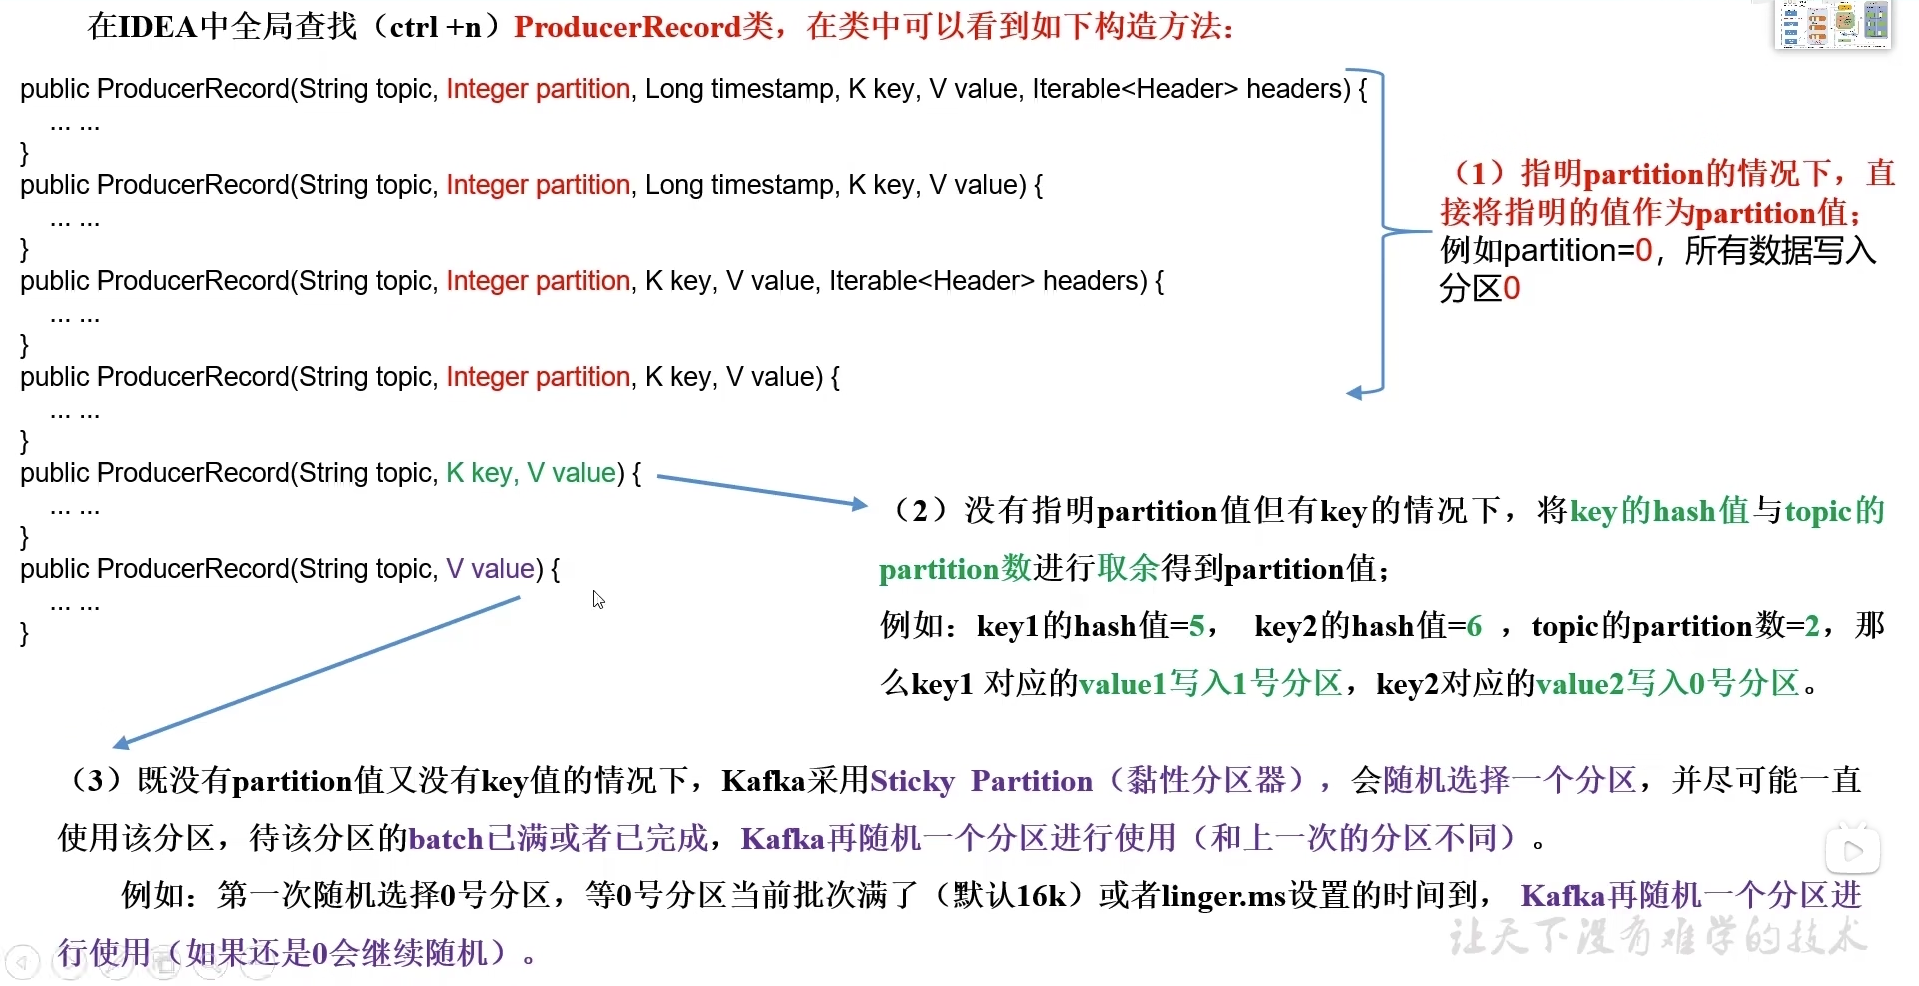 在IDEA中全局查找（ctrl +n）ProducerRecord类，在类中可以看到如下构造方法：
public ProducerRecord(String topic, Integer partition, Long timestamp, K key, V value, Iterable<Header> headers) {
... ...
}
public ProducerRecord(String topic, Integer partition, Long timestamp, K key, V value) {
... ...
}
public ProducerRecord(String topic, Integer partition, K key, V value, Iterable<Header> headers) {
... ...
}
public ProducerRecord(String topic, Integer partition, K key, V value) {
... ...
}
public ProducerRecord(String topic, K key, V value) {
... ...
}
public ProducerRecord(String topic, V value) {
... ...
}
（1）指明partition的情况下，直
接将指明的值作为partition值；
例如partition=0，所有数据写入
分区0
（2）没有指明partition值但有key的情况下，将key的hash值与topic的
partition数进行取余得到partition值；
例如：key1的hash值=5， key2的hash值=6 ，topic的partition数=2，那
么key1 对应的value1写入1号分区，key2对应的value2写入0号分区。
（3）既没有partition值又没有key值的情况下，Kafka采用Sticky Partition（黏性分区器），会随机选择一个分区，并尽可能一直
使用该分区，待该分区的batch已满或者已完成，Kafka再随机一个分区进行使用（和上一次的分区不同）。
例如：第一次随机选择0号分区，等0号分区当前批次满了（默认16k）或者linger.ms设置的时间到， Kafka再随机一个分区进
行使用（如果还是0会继续随机）。
让天下没有难学的技术